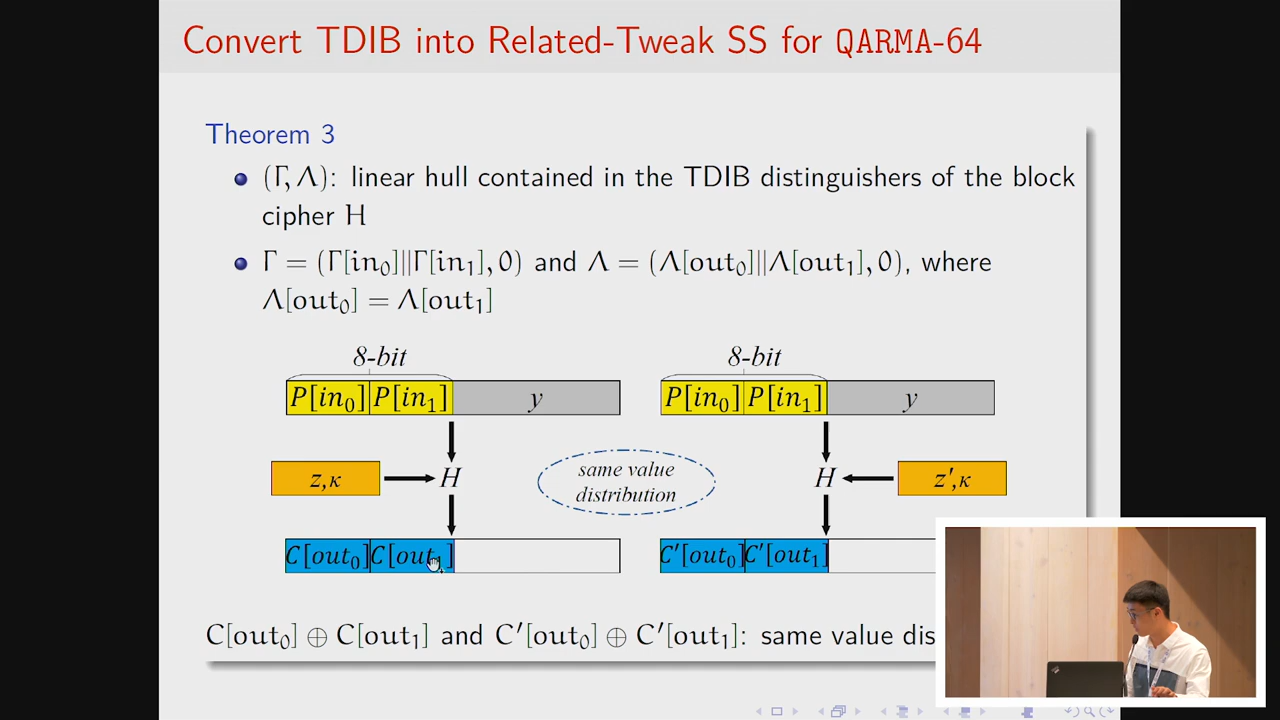 Convert TDIB into Related-Tweak SS for QARMA-64
Theorem 3
(Γ, Λ): linear hull contained in the TDIB distinguishers of the block
cipher H
Γ = (Γ[in₀]||Γ[in₁], 0) and Λ = (Λ[out₀]||Λ[out₁], 0), where
Λ[out₀] = Λ[out₁]
8-bit 8-bit
P[in₀] P[in₁] y P[in₀] P[in₁] y
z,κ H same value distribution H z′,κ
C[out₀] C[out₁] C′[out₀] C′[out₁]
C[out₀] ⊕ C[out₁] and C′[out₀] ⊕ C′[out₁]: same value dis